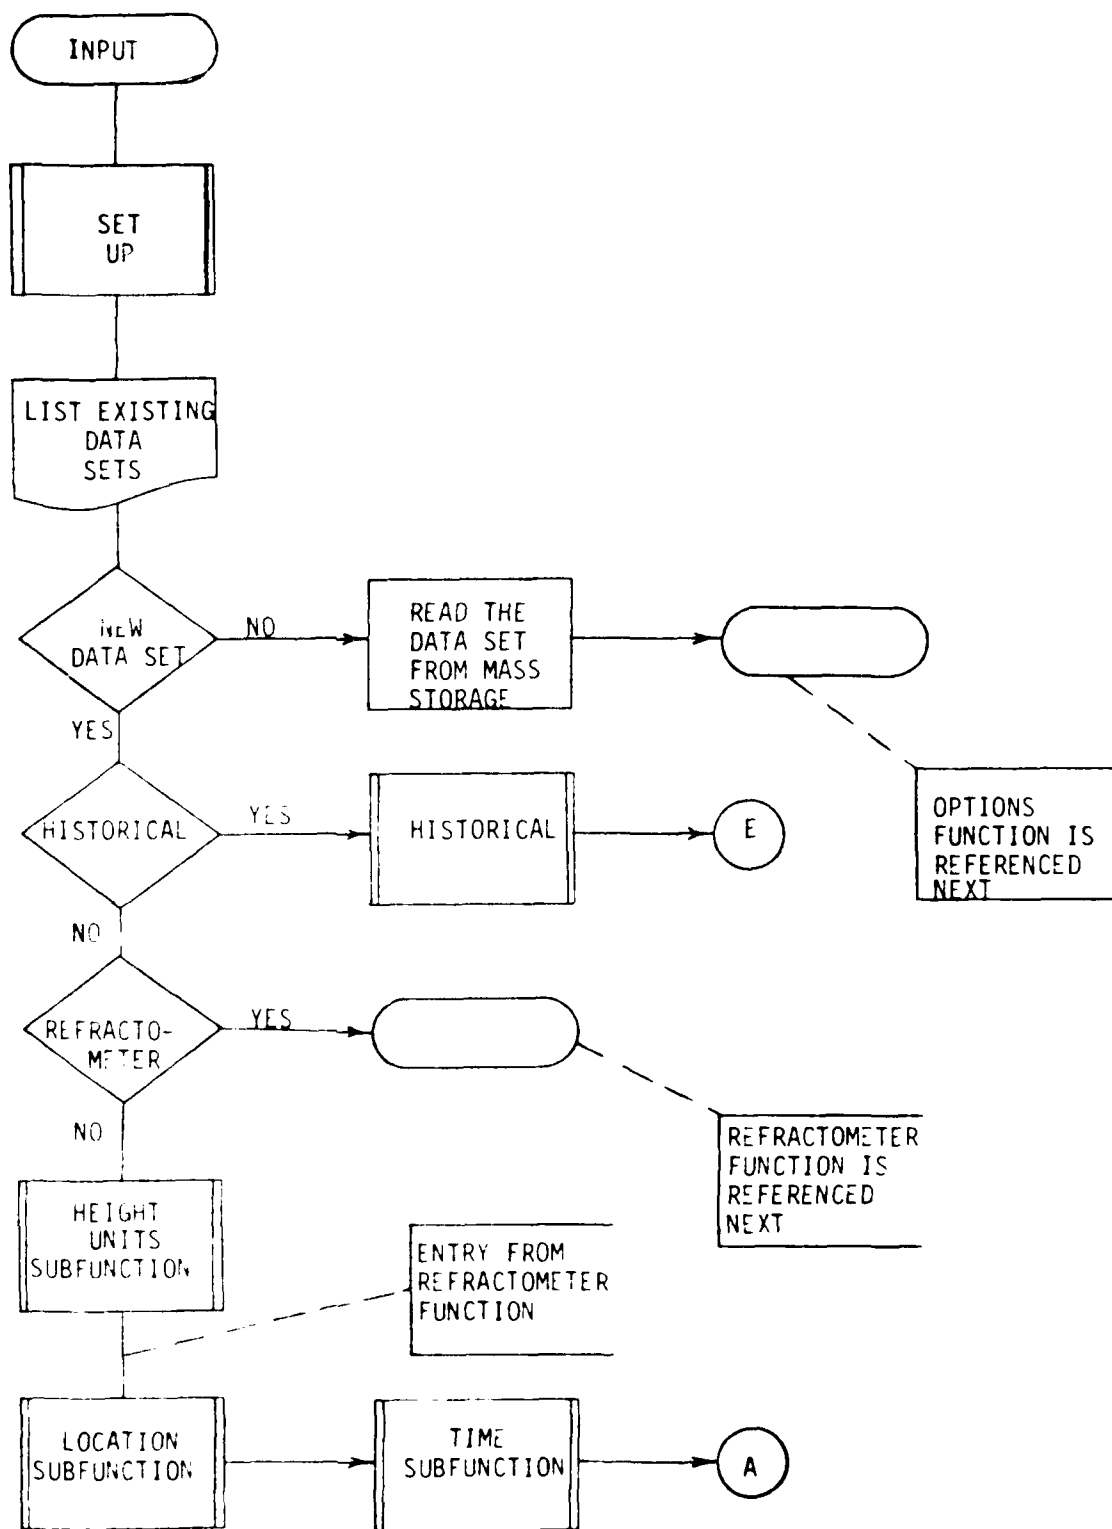 INPUT
SET
UP
LIST EXISTING
DATA
SETS
NEW
DATA SET
NO
READ THE
DATA SET
FROM MASS
STORAGE
YES
OPTIONS
FUNCTION IS
REFERENCED
NEXT
HISTORICAL
YES
HISTORICAL
E
NO
REFRACTO-
METER
YES
REFRACTOMETER
FUNCTION IS
REFERENCED
NEXT
NO
HEIGHT
UNITS
SUBFUNCTION
ENTRY FROM
REFRACTOMETER
FUNCTION
LOCATION
SUBFUNCTION
TIME
SUBFUNCTION
A